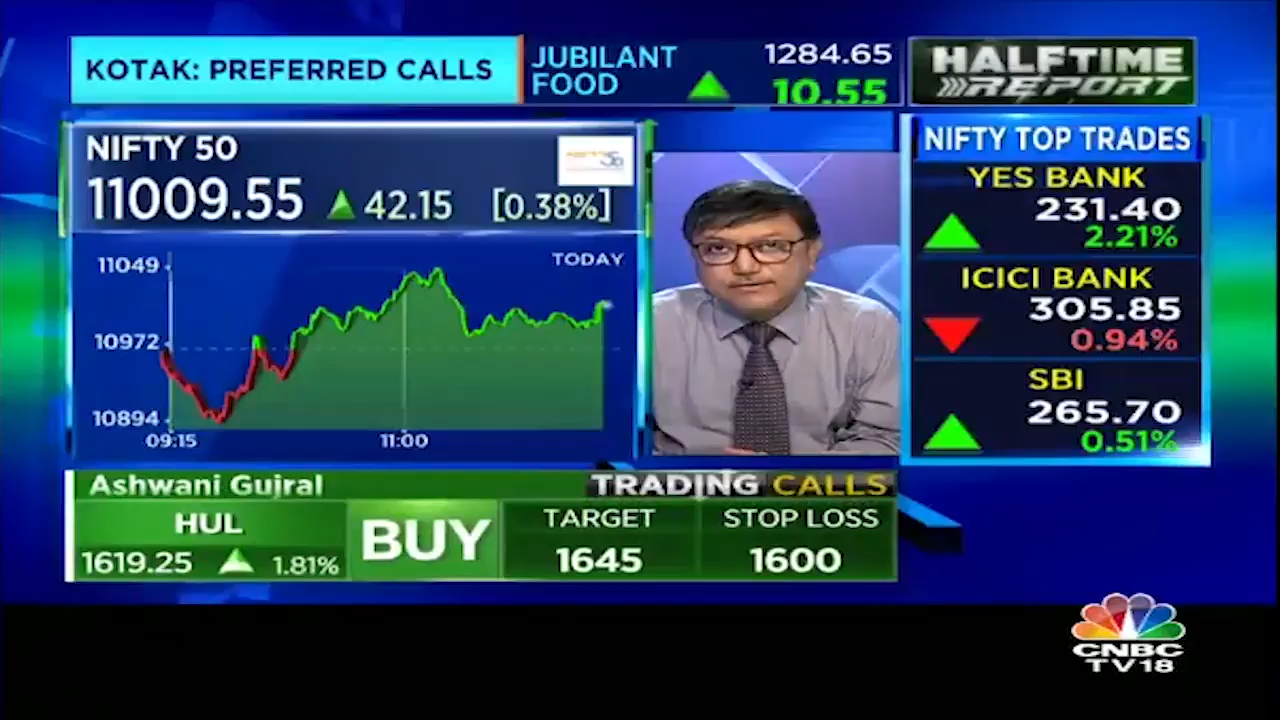 KOTAK: PREFERRED CALLS
JUBILANT FOOD
1284.65
10.55
HALFTIME
REPORT
NIFTY 50
11009.55 42.15 [0.38%]
TODAY
11049
10972
10894
09:15 11:00
NIFTY TOP TRADES
YES BANK
231.40
2.21%
ICICI BANK
305.85
0.94%
SBI
265.70
0.51%
Ashwani Gujral
TRADING CALLS
HUL
1619.25 1.81%
BUY
TARGET
1645
STOP LOSS
1600
CNBC
TV18